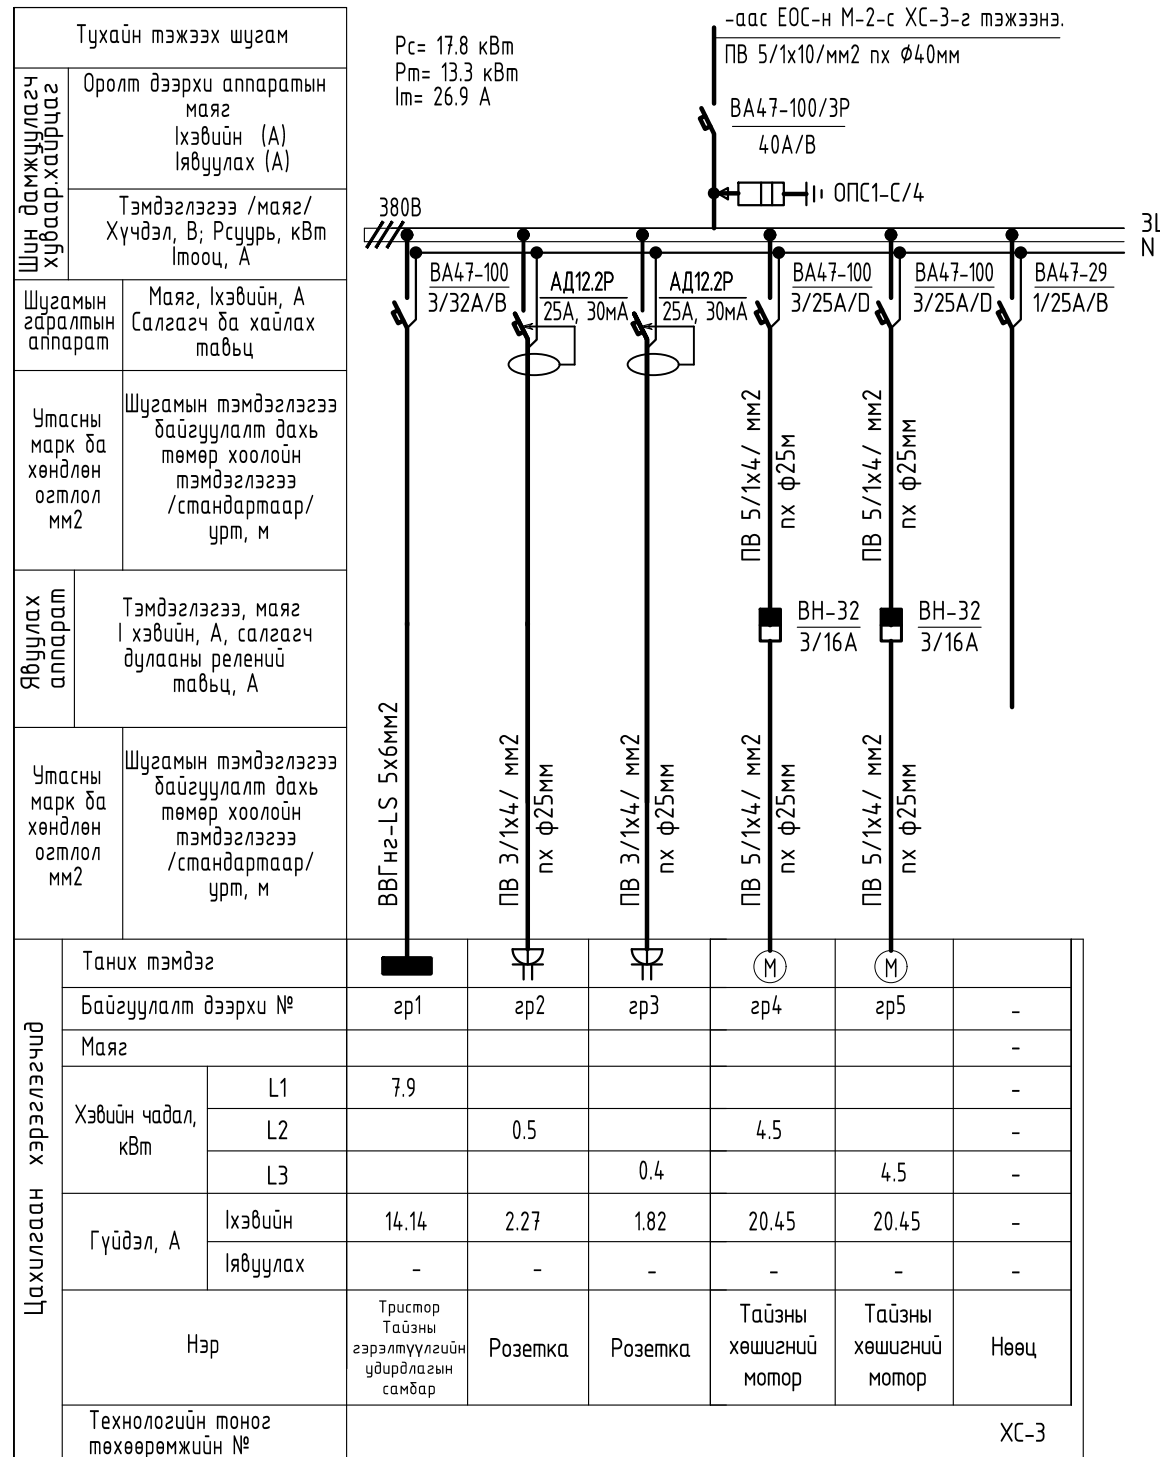 Тухайн тэжээх шугам
Шин дамжуулагч
хуваар.хайрцаг
Оролт дээрхи аппаратын
маяг
Iхэвийн (А)
Iявуулах (А)
Тэмдэглэгээ /маяг/
Хүчдэл, В; Рсуурь, кВт
Iтооц, А
Шугамын
гаралтын
аппарат
Маяг, Iхэвийн, А
Салгагч ба хайлах
тавьц
Утасны
марк ба
хөндлөн
огтлол
мм2
Шугамын тэмдэглэгээ
байгуулалт дахь
төмөр хоолойн
тэмдэглэгээ
/стандартаар/
урт, м
Явуулах
аппарат
Тэмдэглэгээ, маяг
I хэвийн, А, салгагч
дулааны релений
тавьц, А
Утасны
марк ба
хөндлөн
огтлол
мм2
Шугамын тэмдэглэгээ
байгуулалт дахь
төмөр хоолойн
тэмдэглэгээ
/стандартаар/
урт, м
Рс= 17.8 кВт
Рт= 13.3 кВт
Iт= 26.9 А
-аас ЕОС-н М-2-с ХС-3-г тэжээнэ.
ПВ 5/1х10/мм2 пх Ф40мм
ВА47-100/3Р
40А/В
ОПС1-С/4
380В
3L
N
ВА47-100
3/32А/В
АД12.2Р
25А, 30мА
АД12.2Р
25А, 30мА
ВА47-100
3/25А/D
ВА47-100
3/25А/D
ВА47-29
1/25А/В
ПВ 5/1х4/ мм2
пх ф25м
ПВ 5/1х4/ мм2
пх ф25мм
ВН-32
3/16А
ВН-32
3/16А
ВВГнг-LS 5х6мм2
ПВ 3/1х4/ мм2
пх ф25мм
ПВ 3/1х4/ мм2
пх ф25мм
ПВ 5/1х4/ мм2
пх ф25мм
ПВ 5/1х4/ мм2
пх ф25мм
Цахилгаан хэрэглэгчид
Таних тэмдэг М М
Байгуулалт дээрхи № гр1 гр2 гр3 гр4 гр5 -
Маяг -
Хэвийн чадал,
кВт
L1 7.9 -
L2 0.5 4.5 -
L3 0.4 4.5 -
Гүйдэл, А
Iхэвийн 14.14 2.27 1.82 20.45 20.45 -
Iявуулах - - - - - -
Нэр
Тристор
Тайзны
гэрэлтүүлгийн
удирдлагын
самбар
Розетка
Розетка
Тайзны
хөшигний
мотор
Тайзны
хөшигний
мотор
Нөөц
Технологийн тоног
төхөөрөмжийн №
ХС-3